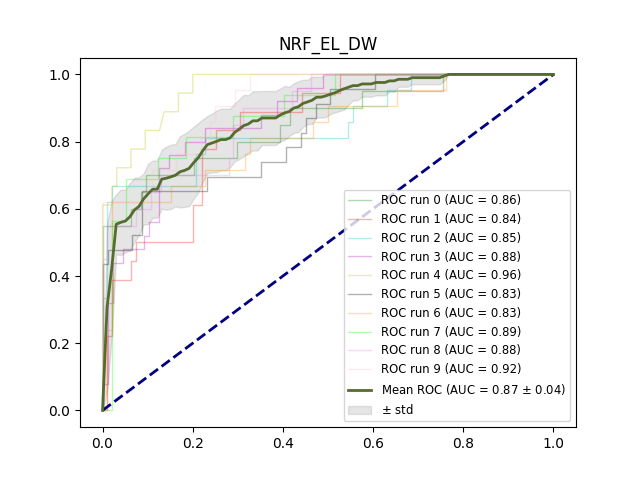 NRF_EL_DW
1.0
0.8
0.6
0.4
0.2
0.0
0.0 0.2 0.4 0.6 0.8 1.0
ROC run 0 (AUC = 0.86)
ROC run 1 (AUC = 0.84)
ROC run 2 (AUC = 0.85)
ROC run 3 (AUC = 0.88)
ROC run 4 (AUC = 0.96)
ROC run 5 (AUC = 0.83)
ROC run 6 (AUC = 0.83)
ROC run 7 (AUC = 0.89)
ROC run 8 (AUC = 0.88)
ROC run 9 (AUC = 0.92)
Mean ROC (AUC = 0.87 ± 0.04)
± std